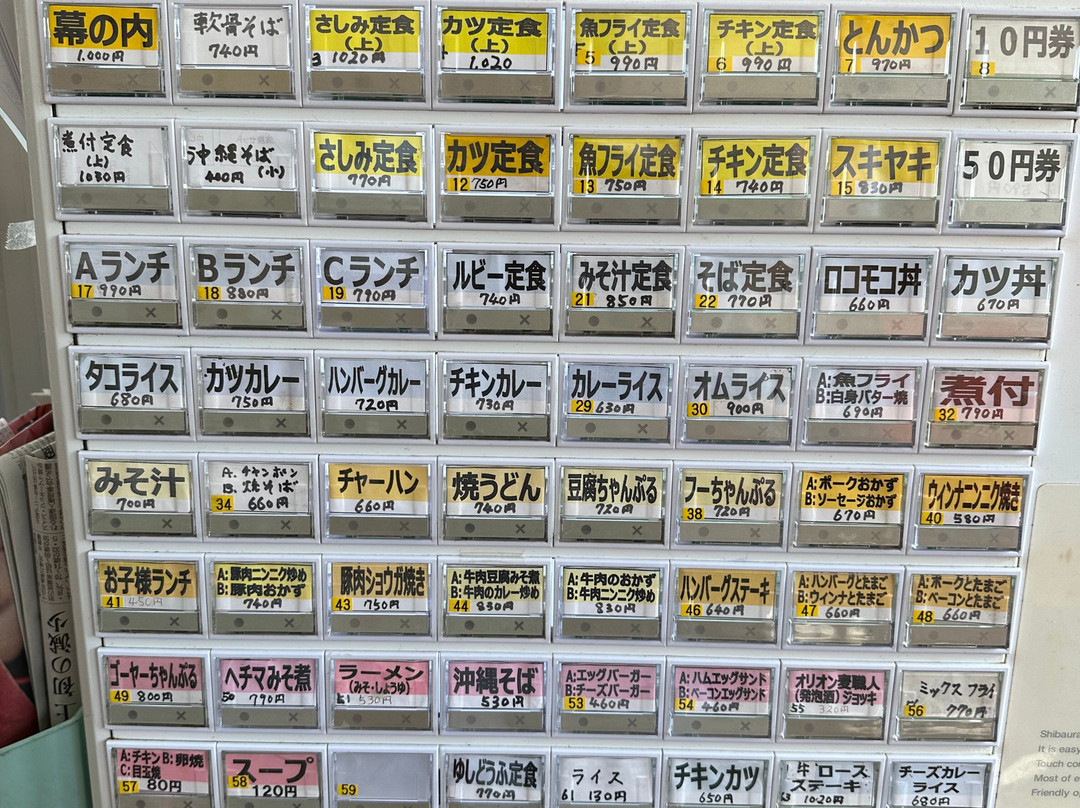 幕の内
1,000円
軟骨そば
740円
さしみ定食
(上)
3 1020円
カツ定食
(上)
1,020
魚フライ定食
(上)
5 990円
チキン定食
(上)
6 990円
とんかつ
7 970円
10円券
8
煮付定食
(上)
1080円
沖縄そば
400円 (小)
さしみ定食
770円
カツ定食
12 750円
魚フライ定食
13 750円
チキン定食
14 740円
スキヤキ
15 830円
50円券
Aランチ
17 990円
Bランチ
18 880円
Cランチ
19 790円
ルビー定食
740円
みそ汁定食
21 850円
そば定食
22 770円
ロコモコ丼
660円
カツ丼
670円
タコライス
680円
カツカレー
750円
ハンバーグカレー
720円
チキンカレー
730円
カレーライス
29 630円
オムライス
30 900円
A:魚フライ
B:白身バター焼
690円
煮付
32 790円
みそ汁
700円
A.チャンポン
B.焼そば
34 660円
チャーハン
660円
焼うどん
740円
豆腐ちゃんぷる
720円
フーちゃんぷる
38 720円
A:ポークおかず
B:ソーセージおかず
670円
ウィンナニンニク焼き
40 580円
お子様ランチ
41 450円
A:豚肉ニンニク炒め
B:豚肉おかず
740円
豚肉ショウガ焼き
43 750円
A:牛肉豆腐みそ煮
B:牛肉のカレー炒め
44 830円
A:牛肉のおかず
B:牛肉ニンニク炒め
830円
ハンバーグステーキ
46 640円
A:ハンバーグとたまご
B:ウィンナとたまご
47 660円
A:ポークとたまご
B:ベーコンとたまご
48 660円
ゴーヤーちゃんぷる
49 800円
ヘチマみそ煮
50 790円
ラーメン
(みそ・しょうゆ)
51 530円
沖縄そば
530円
A:エッグバーガー
B:チーズバーガー
53 460円
A:ハムエッグサンド
B:ベーコンエッグサンド
54 460円
オリオン麦職人
(発泡酒)ジョッキ
55 320円
ミックスフライ
56 770円
A:チキン B:卵焼
C:目玉焼
57 80円
スープ
58 120円
59
ゆしどうふ定食
770円
ライス
61 130円
チキンカツ
650円
牛ロース
ステーキ
1020円
チーズカレー
ライス
680円
初の減少
Shibaura
It is easy
Touch con
Most of e
Friendly o